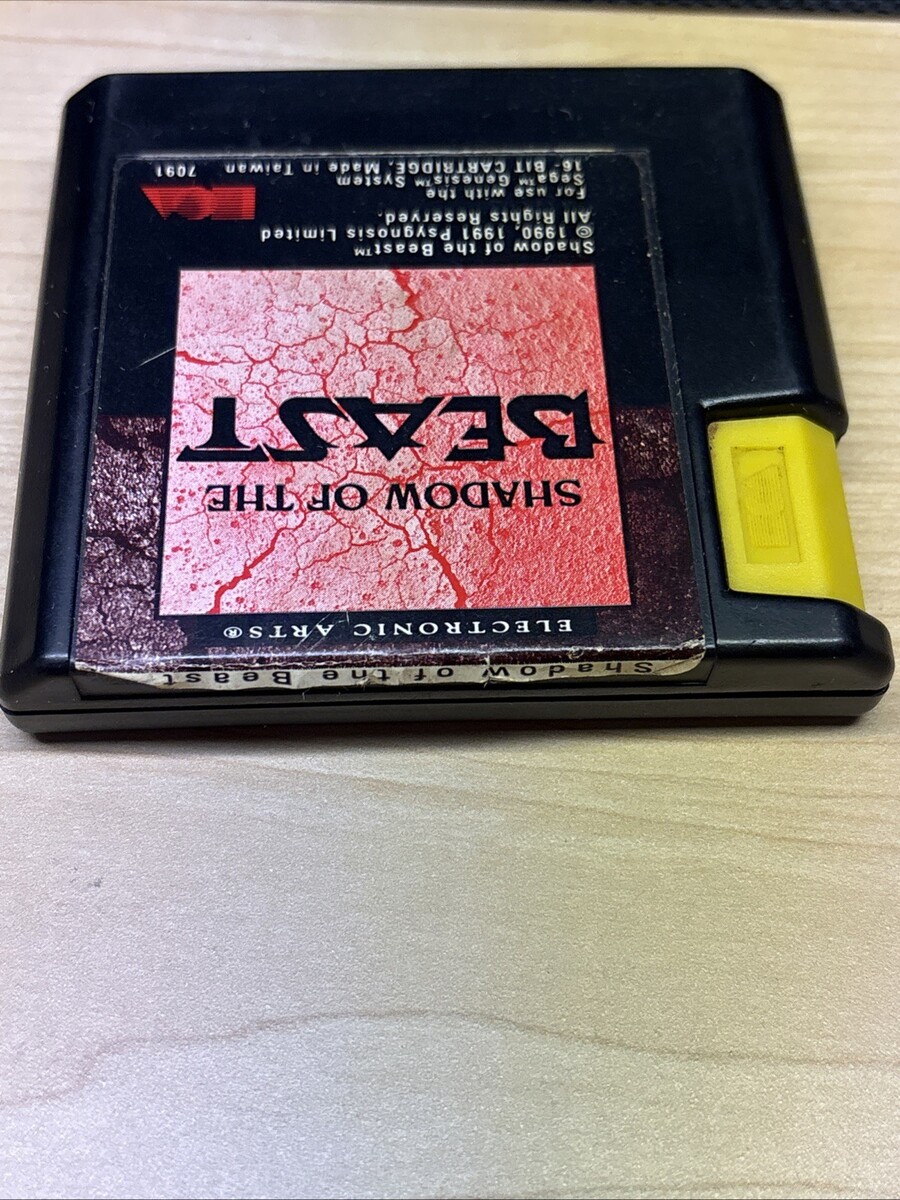 Shadow of the Beast
ELECTRONIC ARTS®
SHADOW OF THE
BEAST
Shadow of the Beast™
© 1990, 1991 Psygnosis Limited
All Rights Reserved.
For use with the
Sega™ Genesis™ System
16-BIT CARTRIDGE. Made in Taiwan 7091
EA